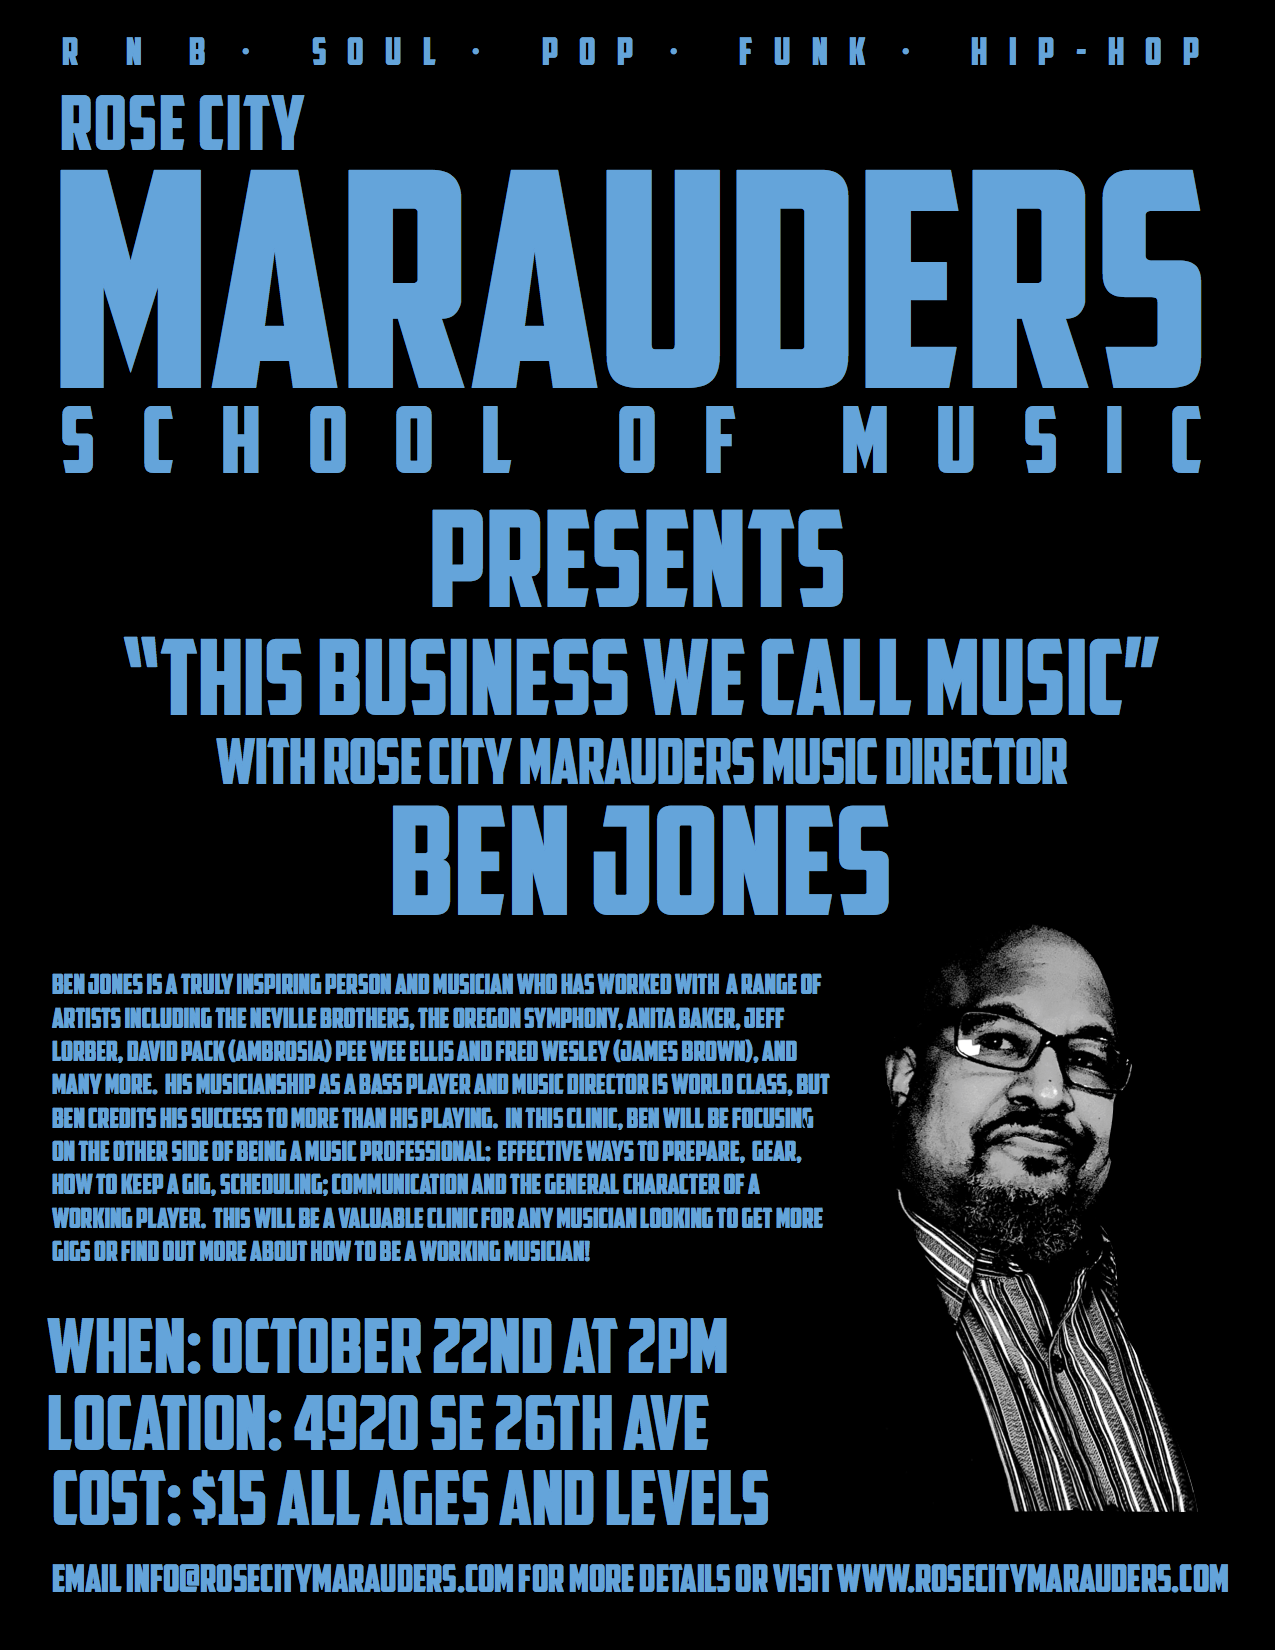 R N B · SOUL · POP · FUNK · HIP-HOP
ROSE CITY
MARAUDERS
SCHOOL OF MUSIC
PRESENTS
“THIS BUSINESS WE CALL MUSIC”
WITH ROSE CITY MARAUDERS MUSIC DIRECTOR
BEN JONES
BEN JONES IS A TRULY INSPIRING PERSON AND MUSICIAN WHO HAS WORKED WITH A RANGE OF
ARTISTS INCLUDING THE NEVILLE BROTHERS, THE OREGON SYMPHONY, ANITA BAKER, JEFF
LORBER, DAVID PACK (AMBROSIA) PEE WEE ELLIS AND FRED WESLEY (JAMES BROWN), AND
MANY MORE. HIS MUSICIANSHIP AS A BASS PLAYER AND MUSIC DIRECTOR IS WORLD CLASS, BUT
BEN CREDITS HIS SUCCESS TO MORE THAN HIS PLAYING. IN THIS CLINIC, BEN WILL BE FOCUSING
ON THE OTHER SIDE OF BEING A MUSIC PROFESSIONAL: EFFECTIVE WAYS TO PREPARE, GEAR,
HOW TO KEEP A GIG, SCHEDULING; COMMUNICATION AND THE GENERAL CHARACTER OF A
WORKING PLAYER. THIS WILL BE A VALUABLE CLINIC FOR ANY MUSICIAN LOOKING TO GET MORE
GIGS OR FIND OUT MORE ABOUT HOW TO BE A WORKING MUSICIAN!
WHEN: OCTOBER 22ND AT 2PM
LOCATION: 4920 SE 26TH AVE
COST: $15 ALL AGES AND LEVELS
EMAIL INFO@ROSECITYMARAUDERS.COM FOR MORE DETAILS OR VISIT WWW.ROSECITYMARAUDERS.COM